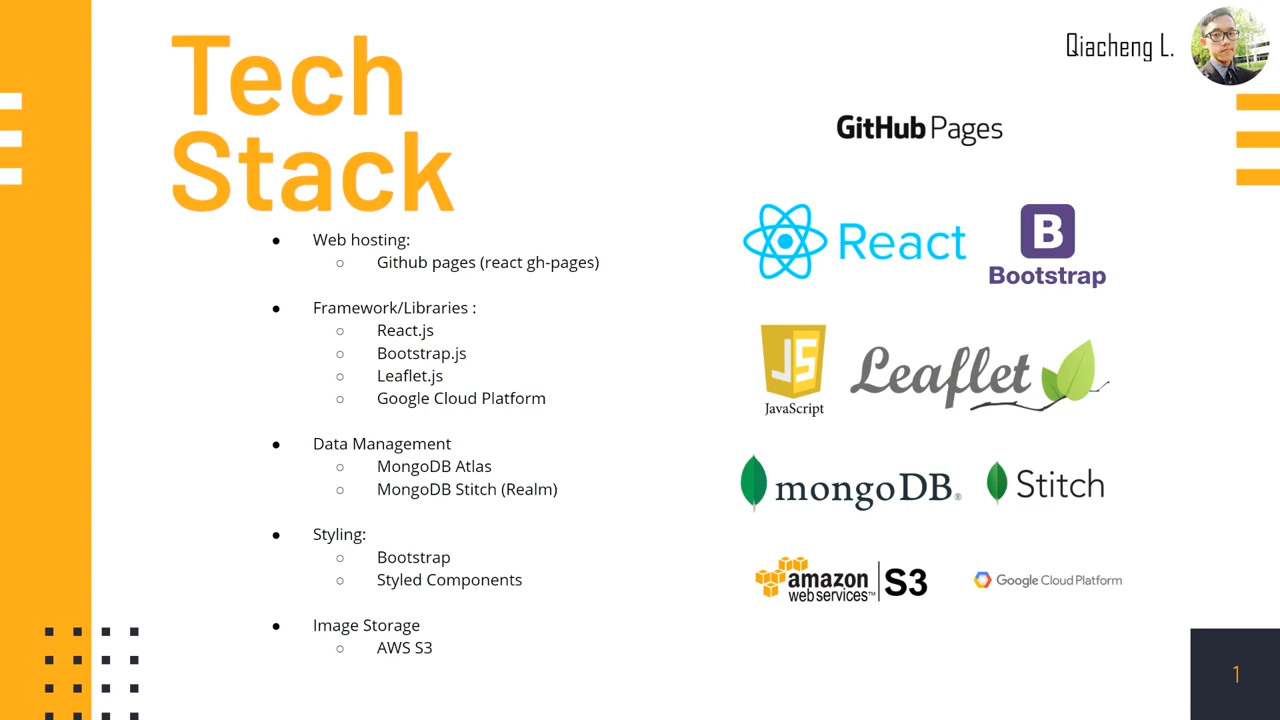 Tech
Stack
Qiacheng L.
● Web hosting:
○ Github pages (react gh-pages)
● Framework/Libraries :
○ React.js
○ Bootstrap.js
○ Leaflet.js
○ Google Cloud Platform
● Data Management
○ MongoDB Atlas
○ MongoDB Stitch (Realm)
● Styling:
○ Bootstrap
○ Styled Components
● Image Storage
○ AWS S3
GitHub Pages
React
B
Bootstrap
JS
JavaScript
Leaflet
mongoDB®
Stitch
amazon
web services™
S3
Google Cloud Platform
1